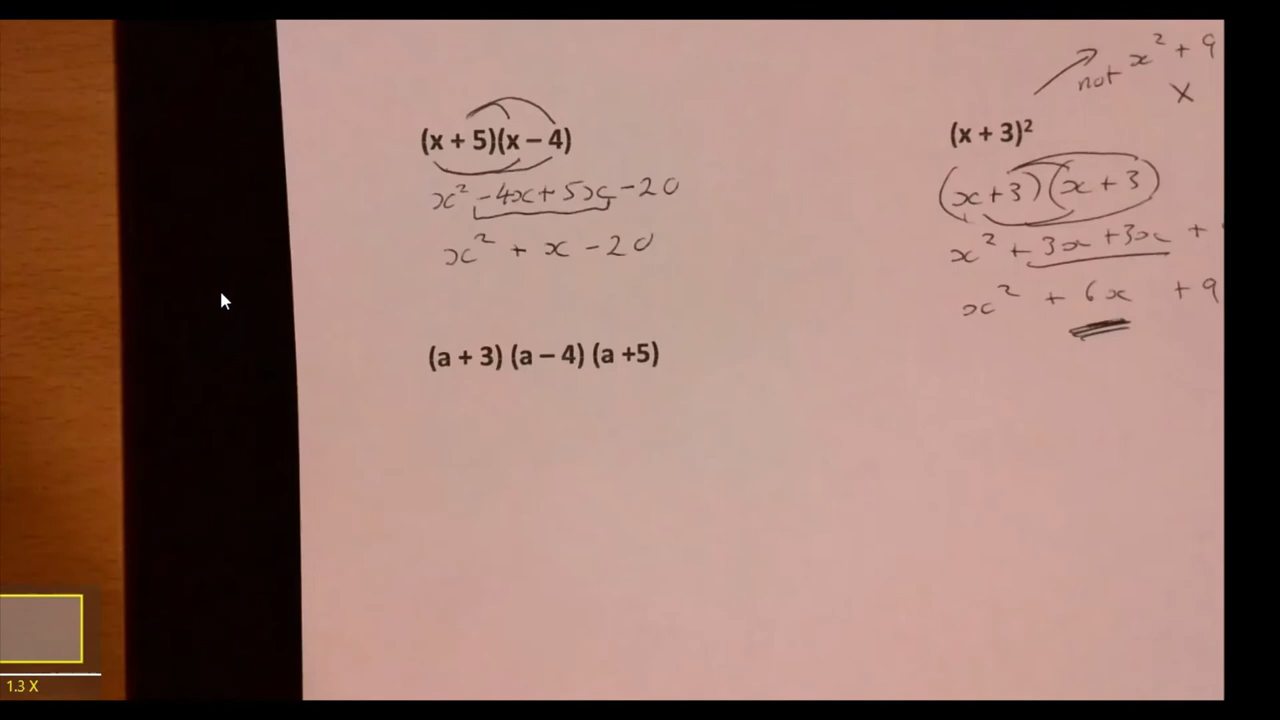 (x + 5)(x – 4)
x² - 4x + 5x - 20
x² + x - 20
(a + 3) (a – 4) (a +5)
not x² + 9
X
(x + 3)²
(x + 3)(x + 3)
x² + 3x + 3x +
x² + 6x + 9
1.3 X